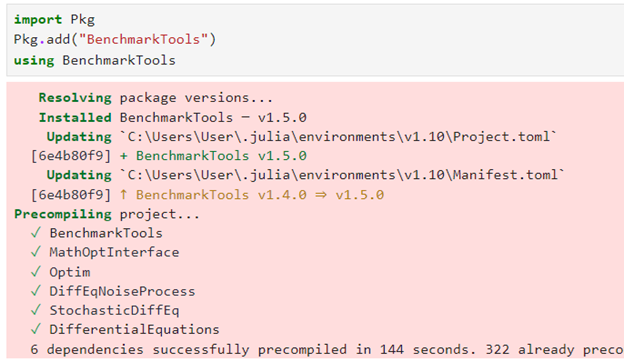 import Pkg
Pkg.add("BenchmarkTools")
using BenchmarkTools
Resolving package versions...
Installed BenchmarkTools ─ v1.5.0
Updating `C:\Users\User\.julia\environments\v1.10\Project.toml`
[6e4b80f9] + BenchmarkTools v1.5.0
Updating `C:\Users\User\.julia\environments\v1.10\Manifest.toml`
[6e4b80f9] ↑ BenchmarkTools v1.4.0 ⇒ v1.5.0
Precompiling project...
✓ BenchmarkTools
✓ MathOptInterface
✓ Optim
✓ DiffEqNoiseProcess
✓ StochasticDiffEq
✓ DifferentialEquations
6 dependencies successfully precompiled in 144 seconds. 322 already preco